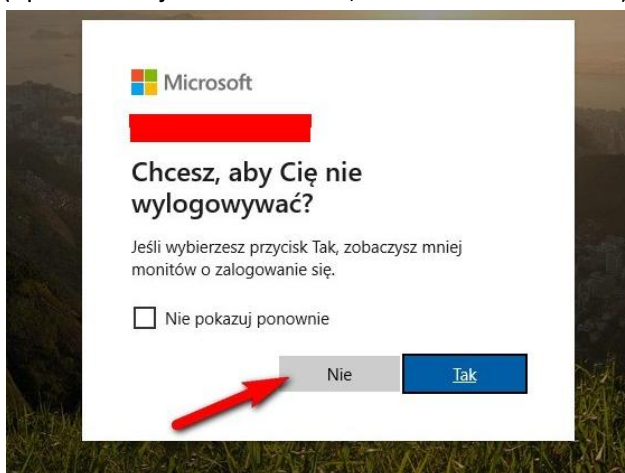 Microsoft
Chcesz, aby Cię nie
wylogowywać?
Jeśli wybierzesz przycisk Tak, zobaczysz mniej
monitów o zalogowanie się.
Nie pokazuj ponownie
Nie Tak